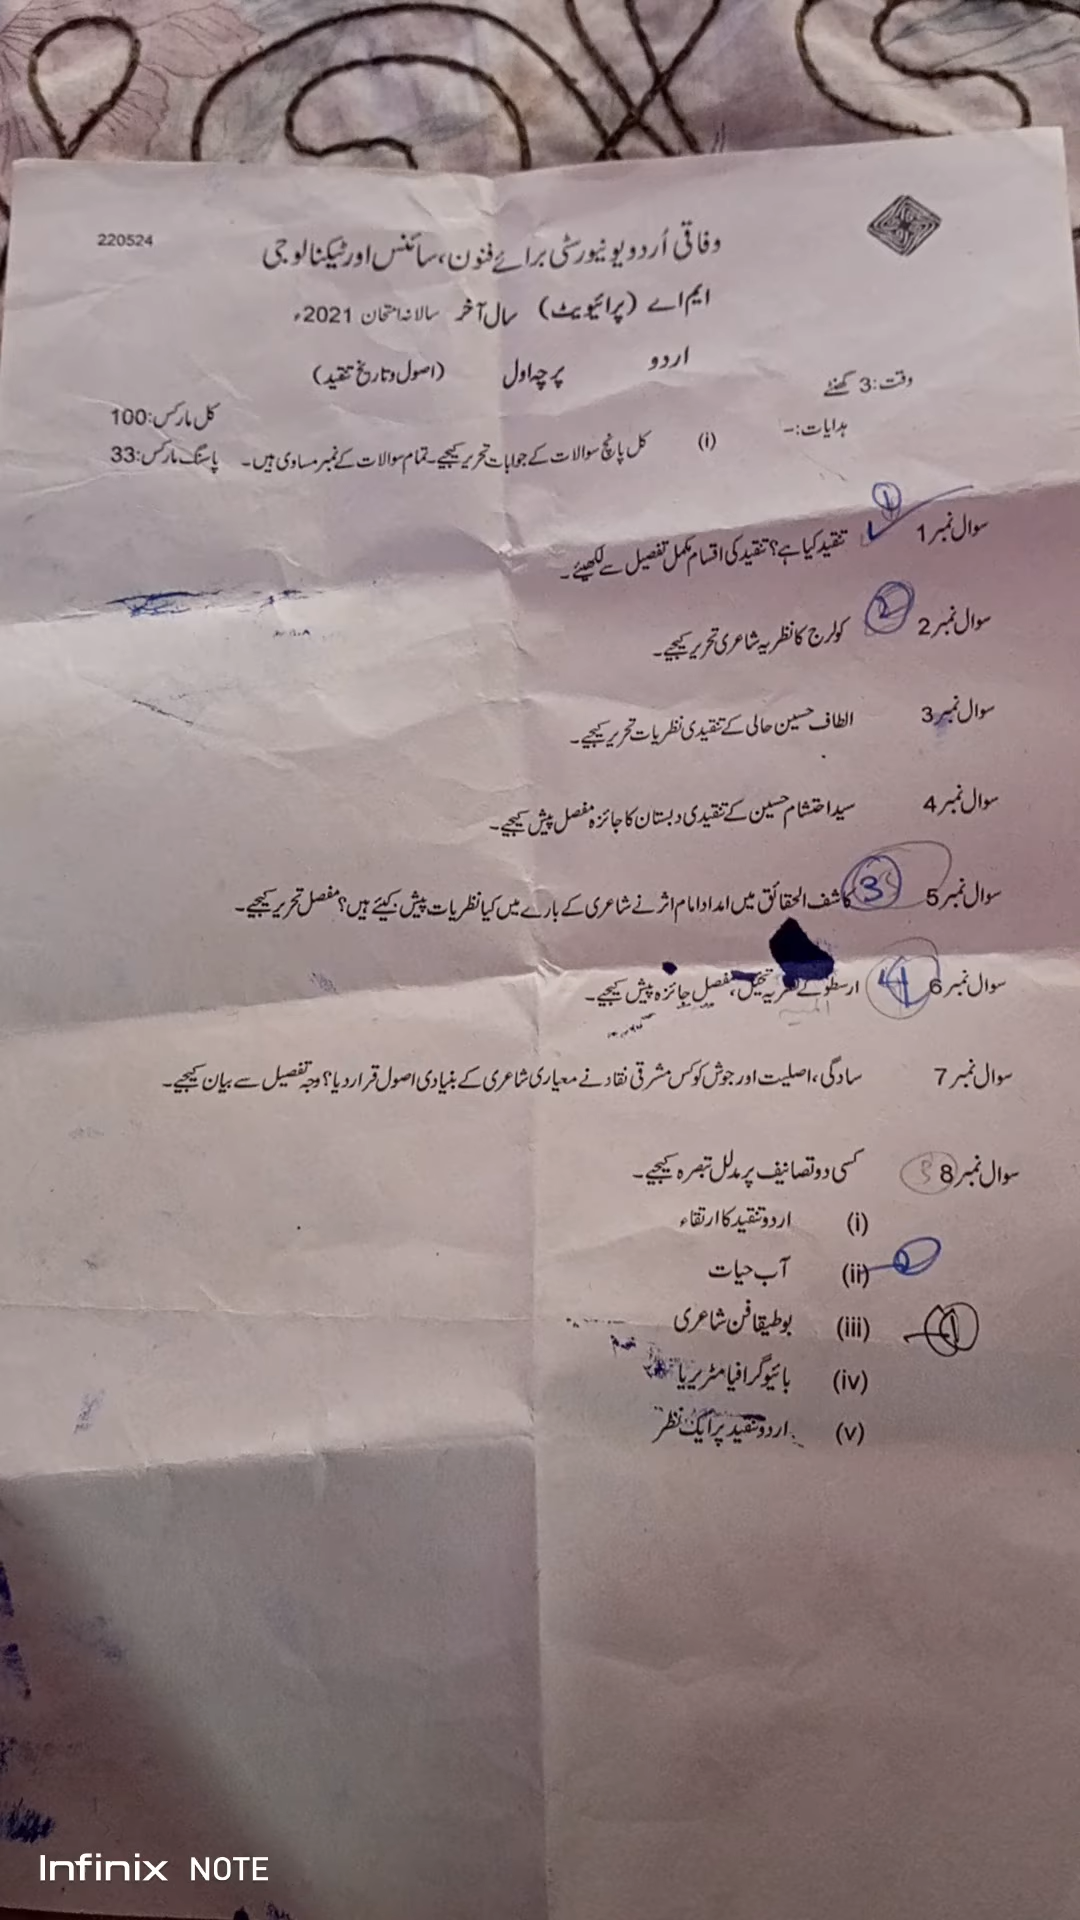 220524
وفاقی اُردو یونیورسٹی برائے فنون، سائنس اور ٹیکنالوجی
ایم اے (پرائیویٹ) سال آخر سالانہ امتحان 2021ء
اردو پرچہ اول (اصول و تاریخ تنقید)
وقت: 3 گھنٹے
کل مارکس: 100
ہدایات:-
(i) کل پانچ سوالات کے جوابات تحریر کیجیے۔ تمام سوالات کے نمبر مساوی ہیں۔ پاسنگ مارکس: 33
سوال نمبر 1 ① تنقید کیا ہے؟ تنقید کی اقسام مکمل تفصیل سے لکھیئے۔
سوال نمبر 2 ② کولرج کا نظریہ شاعری تحریر کیجیے۔
سوال نمبر 3 الطاف حسین حالی کے تنقیدی نظریات تحریر کیجیے۔
سوال نمبر 4 سید احتشام حسین کے تنقیدی دبستان کا جائزہ مفصل پیش کیجیے۔
سوال نمبر 5 ③ کاشف الحقائق میں امداد امام اثر نے شاعری کے بارے میں کیا نظریات پیش کیئے ہیں؟ مفصل تحریر کیجیے۔
سوال نمبر 6 ④ ارسطو کے نظریہ مفصل جائزہ پیش کیجیے۔
المیہ
سوال نمبر 7 سادگی، اصلیت اور جوش کو کس مشرقی نقاد نے معیاری شاعری کے بنیادی اصول قرار دیا؟ وجہ تفصیل سے بیان کیجیے۔
سوال نمبر 8 کسی دو تصانیف پر مدلل تبصرہ کیجیے۔
(i) اردو تنقید کا ارتقاء
(ii) آب حیات
① (iii) بوطیقا فن شاعری
(iv) بائیوگرافیا مٹریریا
(v) اردو تنقید پر ایک نظر
Infinix NOTE